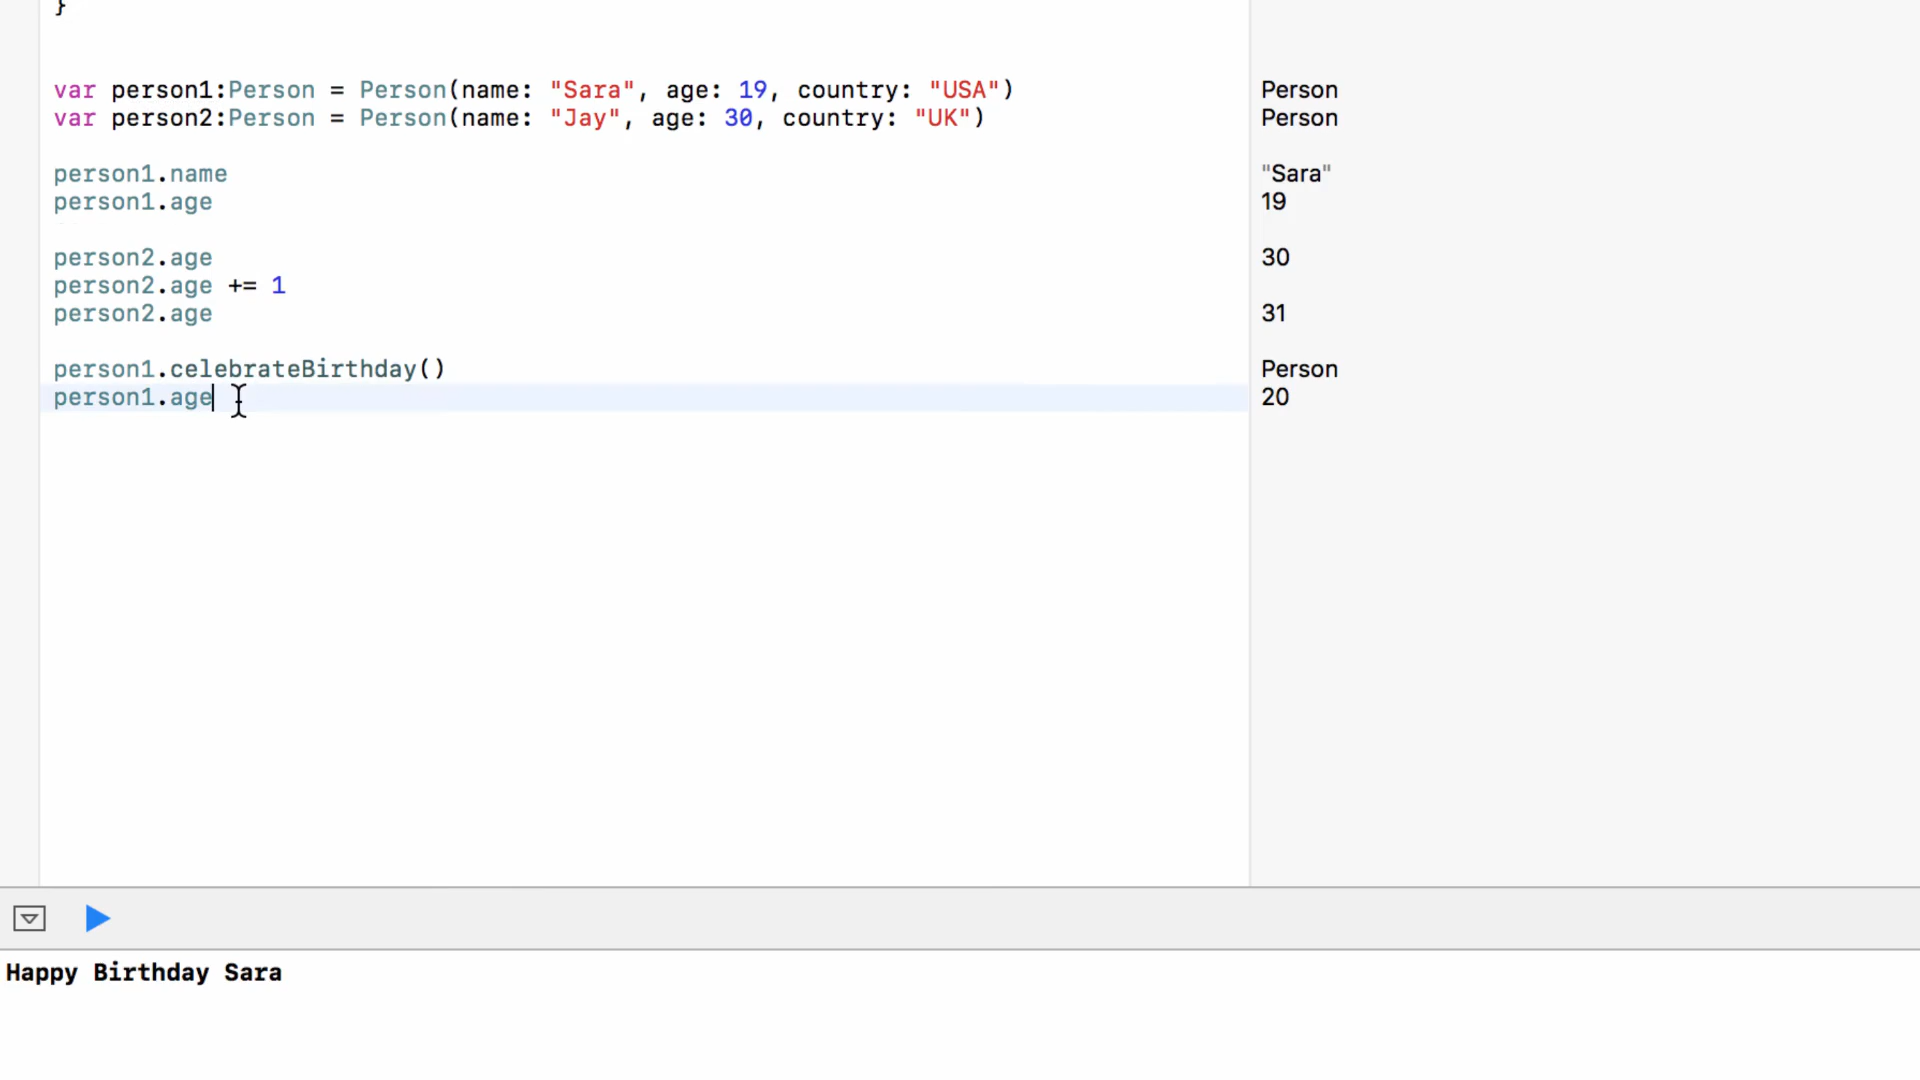 }
var person1:Person = Person(name: "Sara", age: 19, country: "USA")
var person2:Person = Person(name: "Jay", age: 30, country: "UK")
person1.name
person1.age
person2.age
person2.age += 1
person2.age
person1.celebrateBirthday()
person1.age
Person
Person
"Sara"
19
30
31
Person
20
Happy Birthday Sara